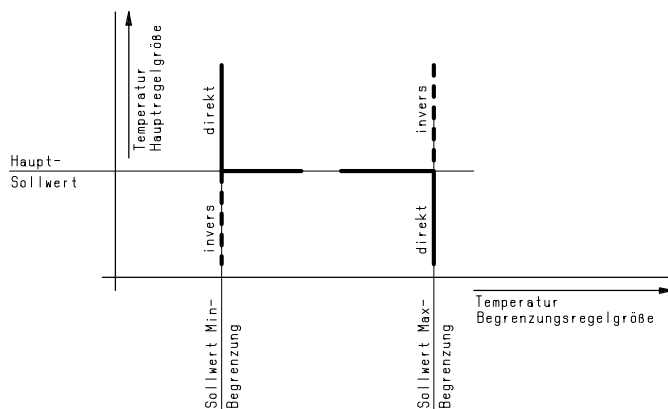 Temperatur
Hauptregelgröße
direkt
invers
Haupt-
Sollwert
invers
direkt
Temperatur
Begrenzungsregelgröße
Sollwert Min-
Begrenzung
Sollwert Max-
Begrenzung